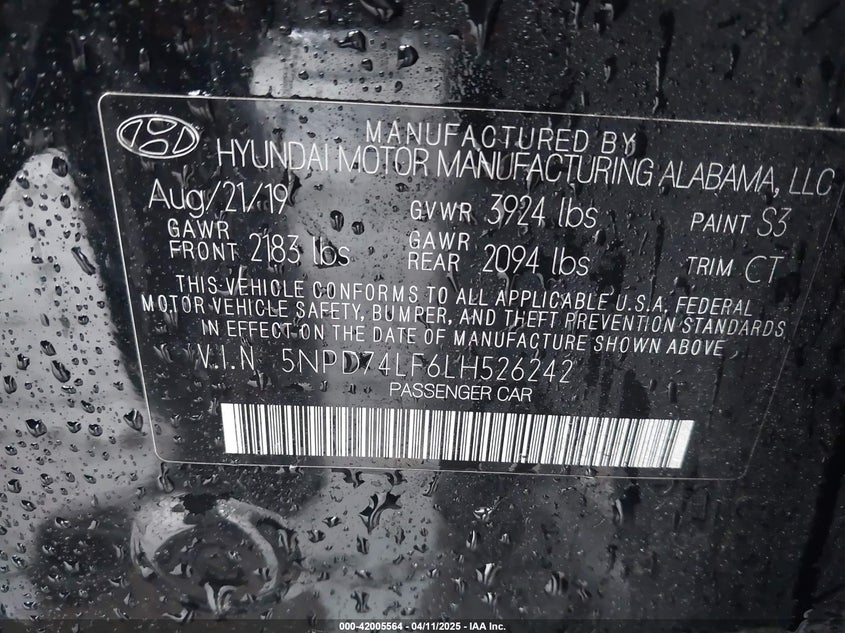 MANUFACTURED BY
HYUNDAI MOTOR MANUFACTURING ALABAMA, LLC
Aug/21/19 GVWR 3924 lbs PAINT S3
GAWR FRONT 2183 lbs GAWR REAR 2094 lbs TRIM CT
THIS VEHICLE CONFORMS TO ALL APPLICABLE U.S.A. FEDERAL
MOTOR VEHICLE SAFETY, BUMPER, AND THEFT PREVENTION STANDARDS
IN EFFECT ON THE DATE OF MANUFACTURE SHOWN ABOVE
V.I.N 5NPD74LF6LH526242
PASSENGER CAR
000-42005564 - 04/11/2025 - IAA Inc.